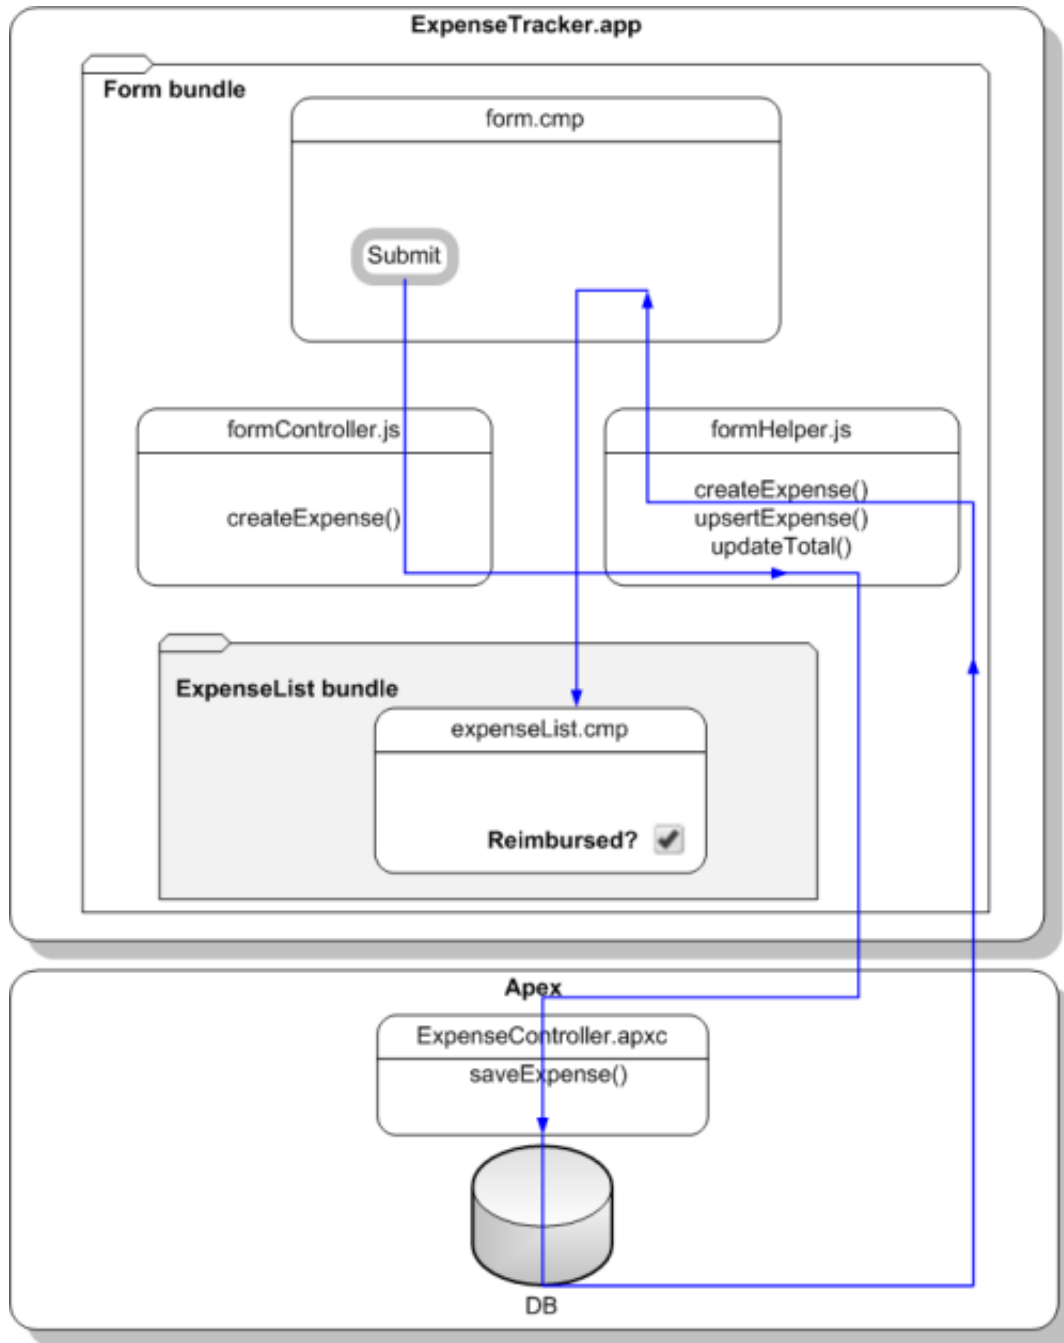 ExpenseTracker.app
Form bundle
form.cmp
Submit
formController.js
createExpense()
formHelper.js
createExpense()
upsertExpense()
updateTotal()
ExpenseList bundle
expenseList.cmp
Reimbursed?
Apex
ExpenseController.apxc
saveExpense()
DB